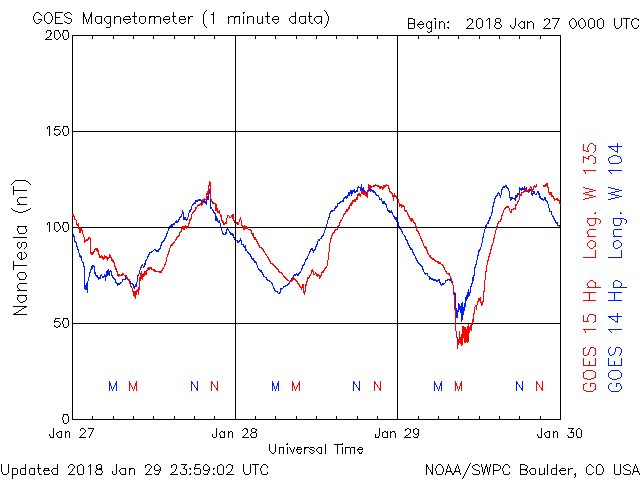 GOES Magnetometer (1 minute data)
Begin: 2018 Jan 27 0000 UTC
200
150
100
50
0
NanoTesla (nT)
M M N N M M N N M M N N
Jan 27 Jan 28 Jan 29 Jan 30
Universal Time
GOES 15 Hp Long. W 135
GOES 14 Hp Long. W 104
Updated 2018 Jan 29 23:59:02 UTC
NOAA/SWPC Boulder, CO USA